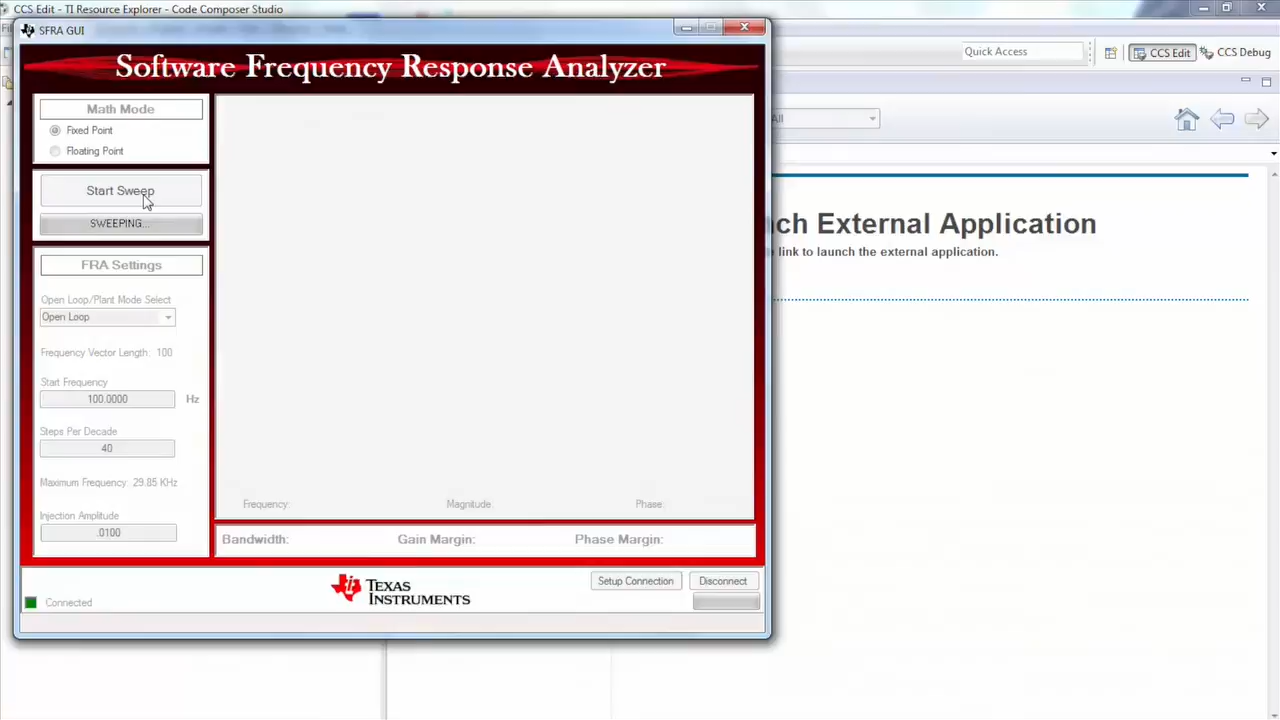 CCS Edit - TI Resource Explorer - Code Composer Studio
SFRA GUI
Software Frequency Response Analyzer
Quick Access
CCS Edit
CCS Debug
Math Mode
Fixed Point
Floating Point
All
Start Sweep
SWEEPING...
ch External Application
link to launch the external application.
FRA Settings
Open Loop/Plant Mode Select
Open Loop
Frequency Vector Length: 100
Start Frequency
100.0000 Hz
Steps Per Decade
40
Maximum Frequency: 29.85 KHz
Injection Amplitude
.0100
Frequency: Magnitude: Phase:
Bandwidth: Gain Margin: Phase Margin:
Texas Instruments
Setup Connection
Disconnect
Connected